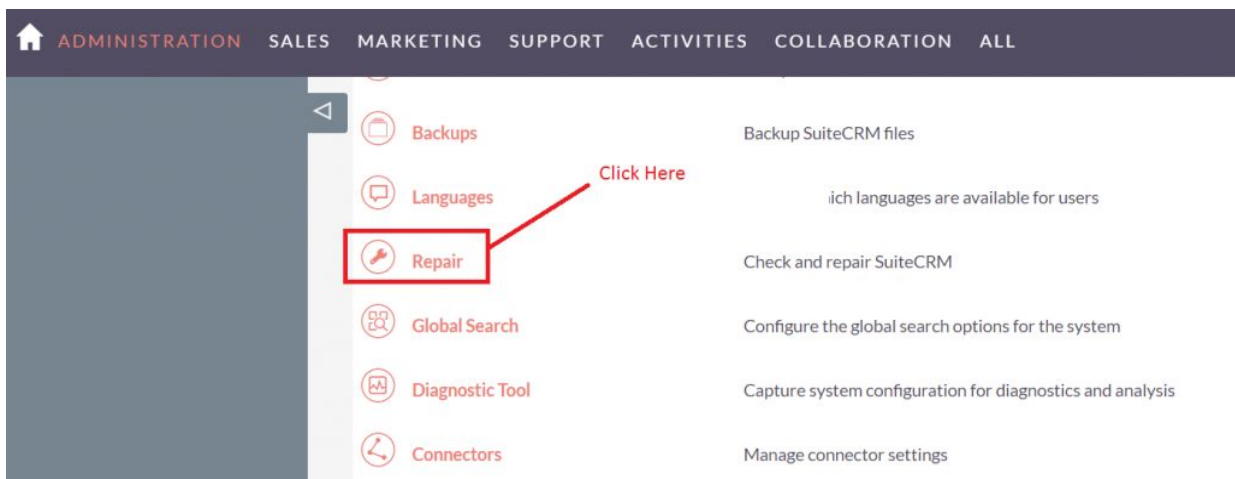 ADMINISTRATION SALES MARKETING SUPPORT ACTIVITIES COLLABORATION ALL
Backups Backup SuiteCRM files
Click Here
Languages languages are available for users
Repair Check and repair SuiteCRM
Global Search Configure the global search options for the system
Diagnostic Tool Capture system configuration for diagnostics and analysis
Connectors Manage connector settings